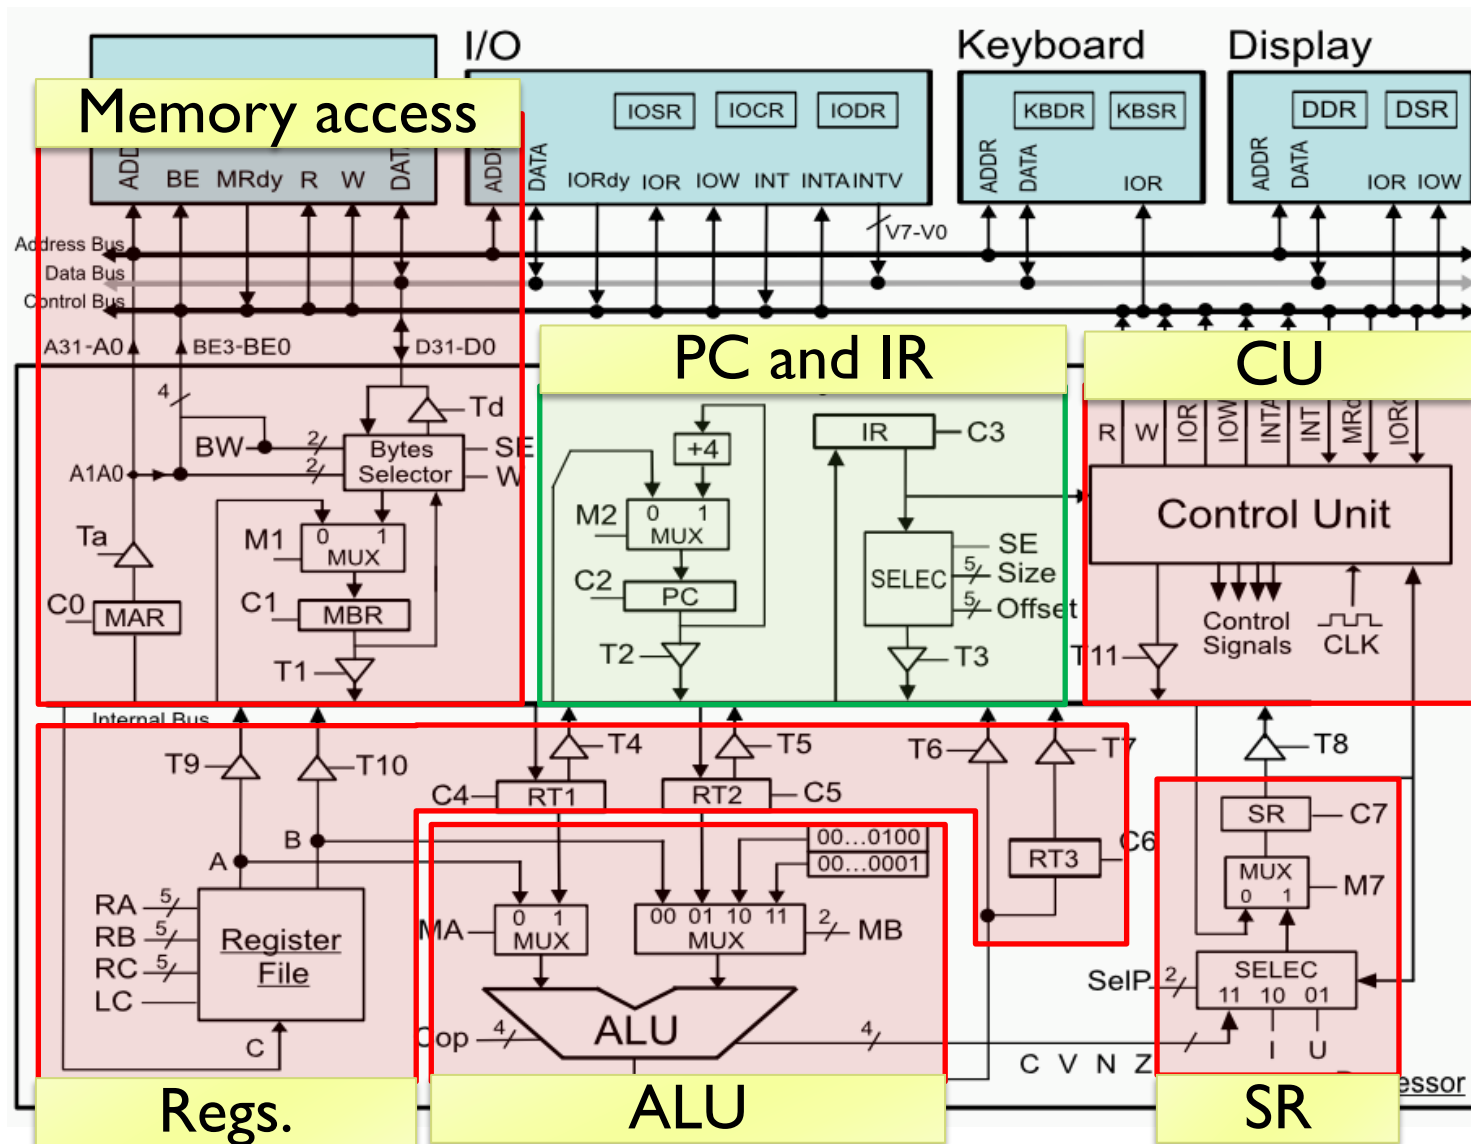 I/O
Keyboard
Display
Memory access
IOSR IOCR IODR
KBDR KBSR
DDR DSR
BE MRdy R W DATA
ADDR DATA IORdy IOR IOW INT INTA INTV
ADDR DATA IOR
ADDR DATA IOR IOW
V7-V0
Address Bus
Data Bus
Control Bus
A31-A0 BE3-BE0 D31-D0
PC and IR
CU
4
Td
BW 2
Bytes
Selector
SE
A1A0 2
W
+4
IR C3
R W IOR IOW INTA INT
Control Unit
M1 0 1
MUX
M2 0 1
MUX
SELEC
SE
5 Size
5 Offset
Ta
C0 MAR
C1 MBR
C2 PC
Control
Signals
CLK
T1
T2
T3
T11
Internal Bus
T9 T10 T4 T5 T6 T7 T8
C4 RT1
RT2 C5
SR C7
A B
00...0100
00...0001
RT3 C6
MUX
0 1
M7
RA 5
RB 5
RC 5
LC
Register
File
C
MA 0 1
MUX
00 01 10 11
MUX
2 MB
SelP 2
SELEC
11 10 01
Cop 4
ALU
4
C V N Z
I U
Regs.
ALU
SR